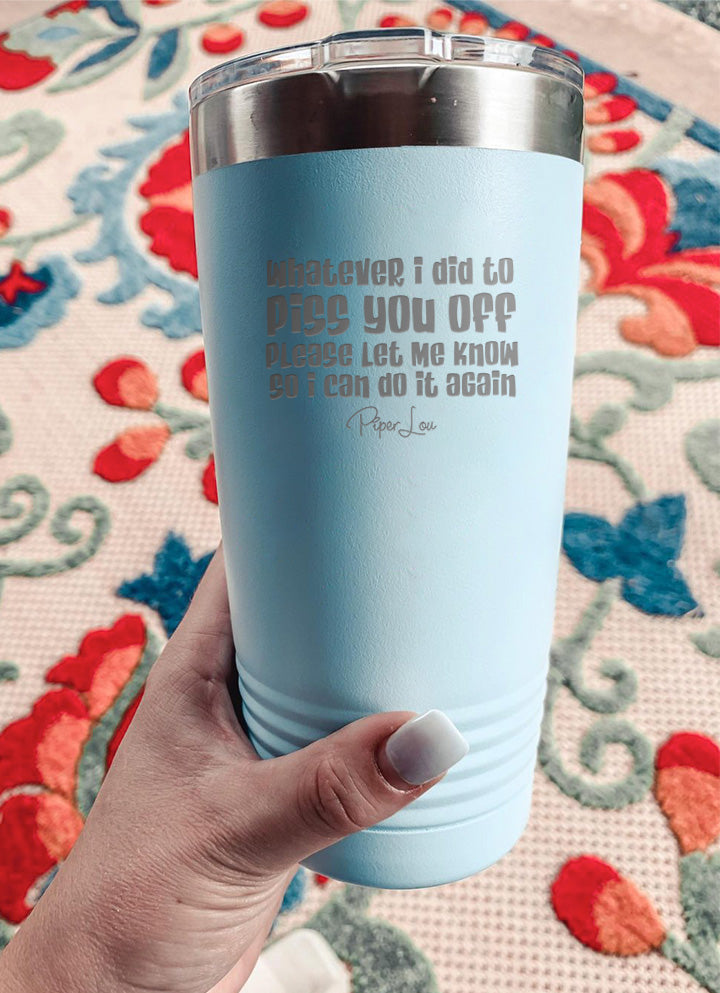 Whatever i did to
Piss you off
Please Let Me know
so i can do it again
Piper Lou